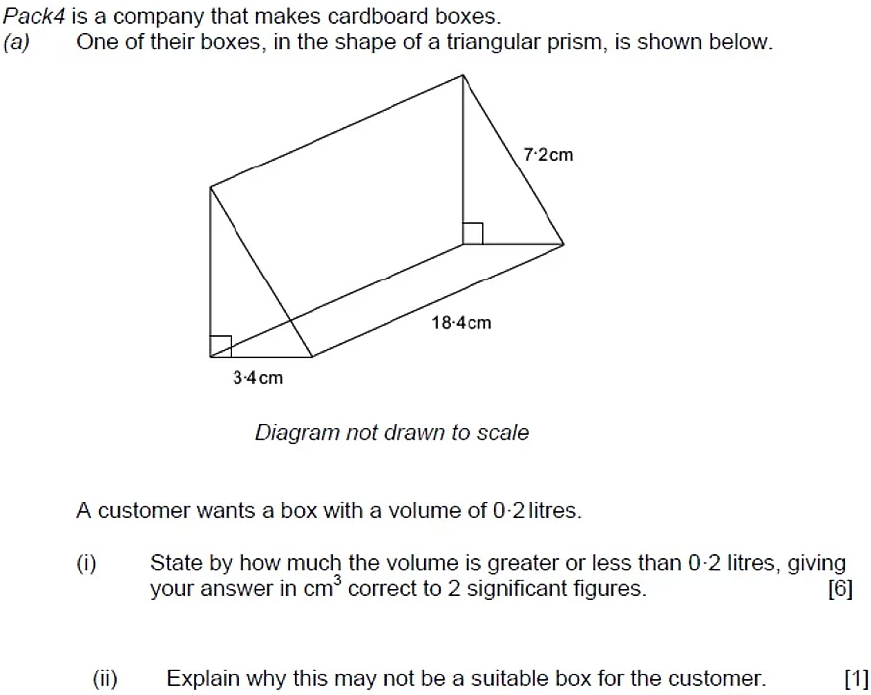 Pack4 is a company that makes cardboard boxes.
(a) One of their boxes, in the shape of a triangular prism, is shown below.
7·2cm
18·4cm
3·4cm
Diagram not drawn to scale
A customer wants a box with a volume of 0·2litres.
(i) State by how much the volume is greater or less than 0·2 litres, giving
your answer in cm³ correct to 2 significant figures. [6]
(ii) Explain why this may not be a suitable box for the customer. [1]